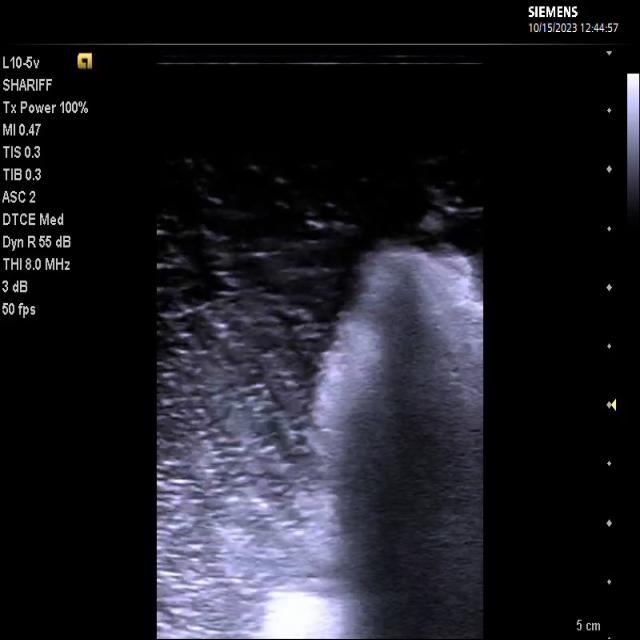 SIEMENS
10/15/2023 12:44:57
L10-5v
SHARIFF
Tx Power 100%
MI 0.47
TIS 0.3
TIB 0.3
ASC 2
DTCE Med
Dyn R 55 dB
THI 8.0 MHz
3 dB
50 fps
5 cm